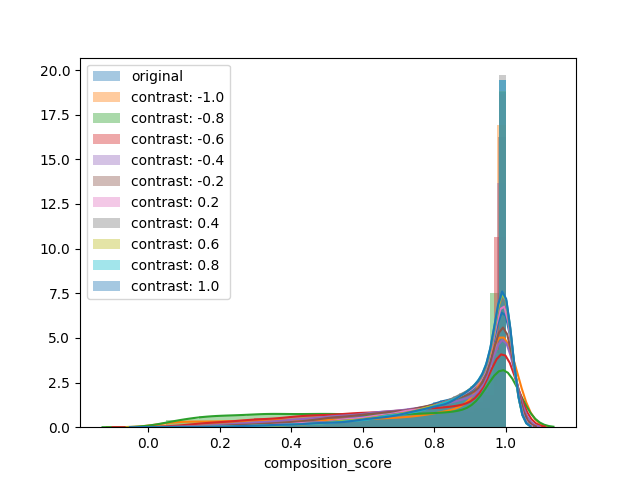 20.0
17.5
15.0
12.5
10.0
7.5
5.0
2.5
0.0
original
contrast: -1.0
contrast: -0.8
contrast: -0.6
contrast: -0.4
contrast: -0.2
contrast: 0.2
contrast: 0.4
contrast: 0.6
contrast: 0.8
contrast: 1.0
0.0 0.2 0.4 0.6 0.8 1.0
composition_score